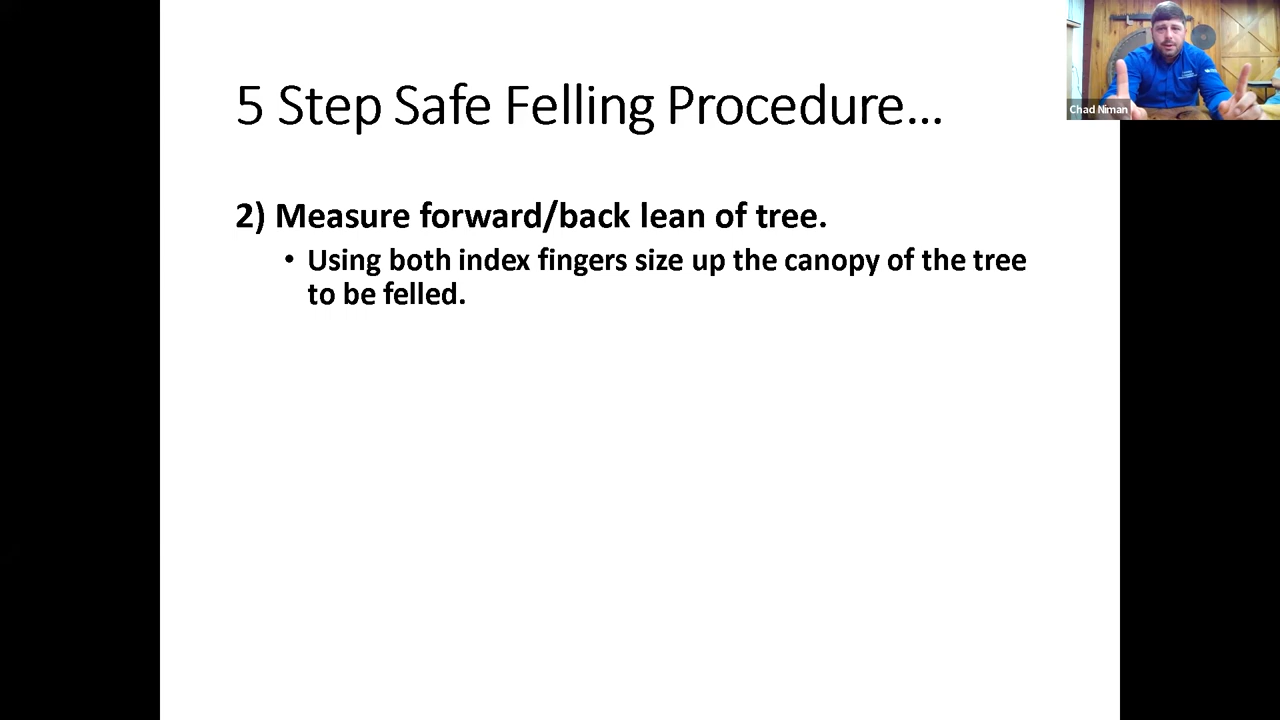 5 Step Safe Felling Procedure...
2) Measure forward/back lean of tree.
• Using both index fingers size up the canopy of the tree
to be felled.
Chad Niman